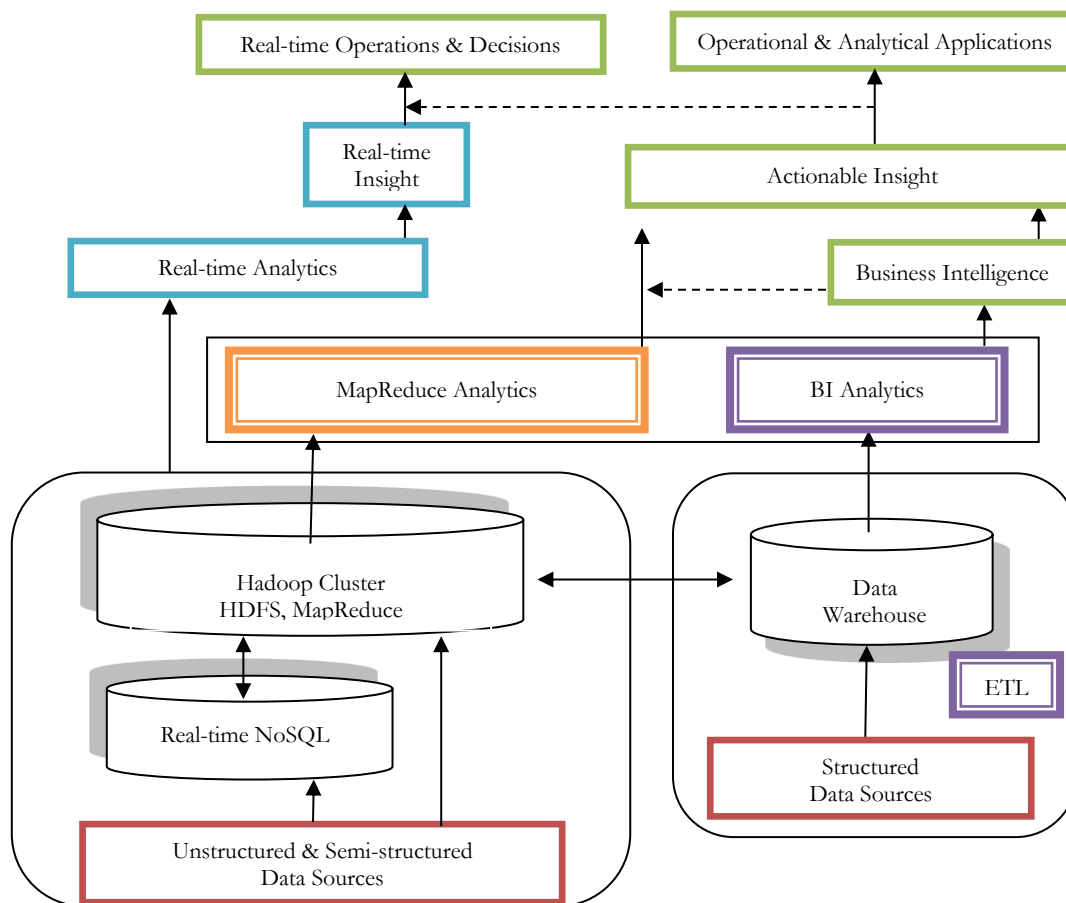 Real-time Operations & Decisions
Operational & Analytical Applications
Real-time
Insight
Actionable Insight
Real-time Analytics
Business Intelligence
MapReduce Analytics
BI Analytics
Hadoop Cluster
HDFS, MapReduce
Data
Warehouse
ETL
Real-time NoSQL
Structured
Data Sources
Unstructured & Semi-structured
Data Sources